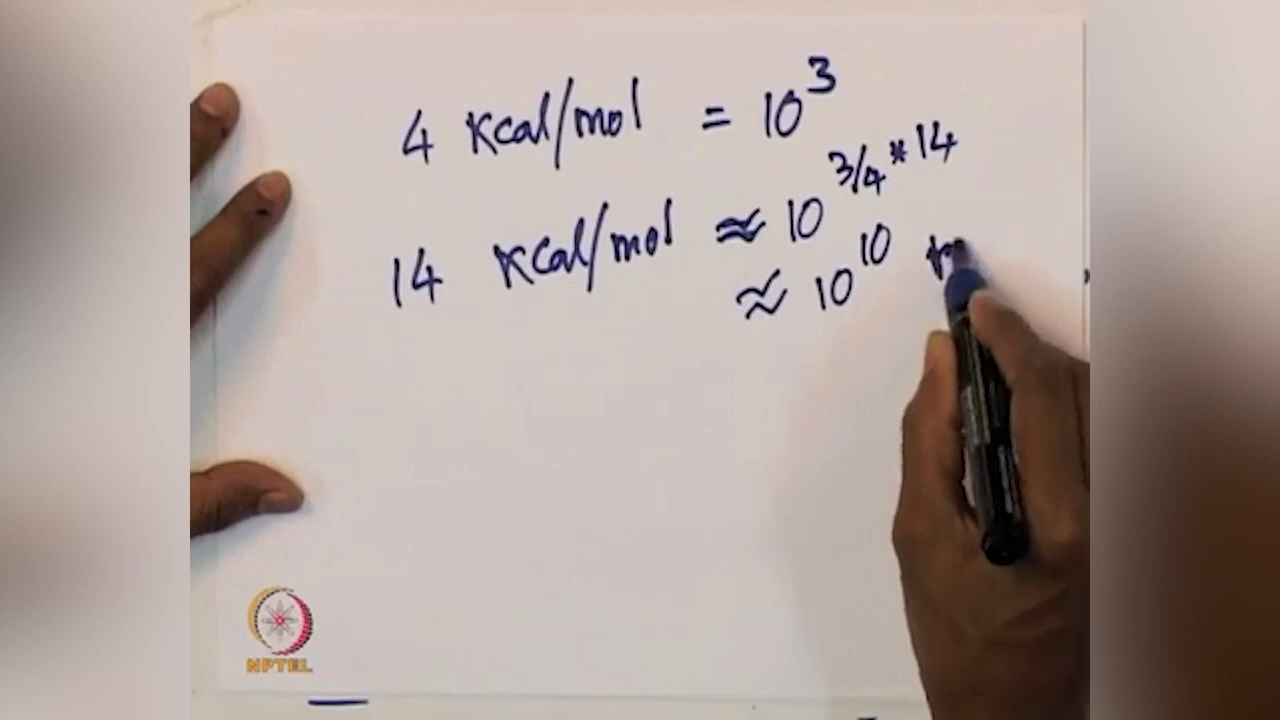 4 Kcal/mol = 10^3
14 Kcal/mol ≈ 10^3/4 * 14
≈ 10^10
NPTEL